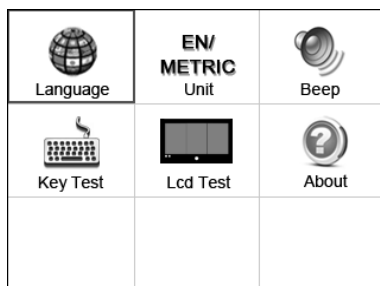 EN/
METRIC
Language
Unit
Beep
Key Test
Lcd Test
About